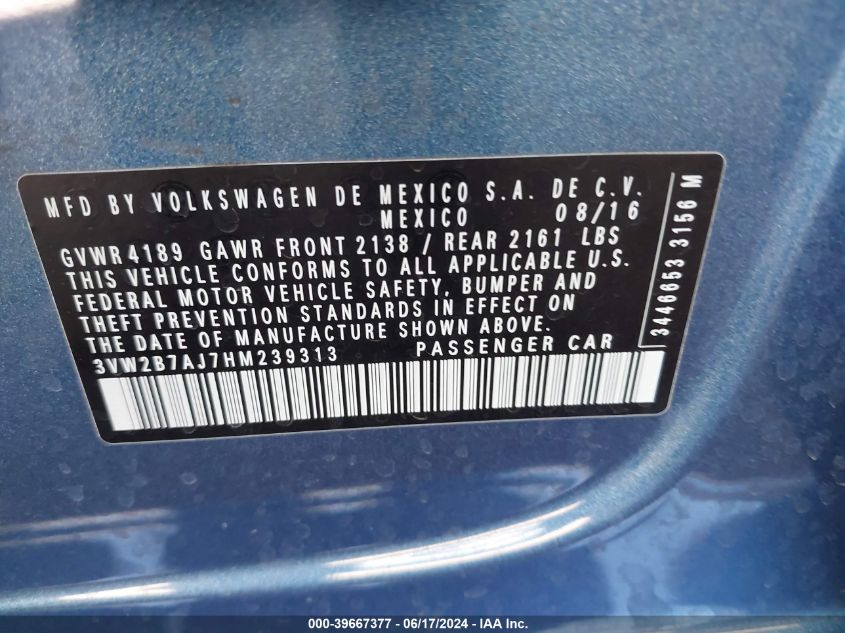 MFD BY VOLKSWAGEN DE MEXICO S.A. DE C.V.
MEXICO 08/16
GVWR 4189 GAWR FRONT 2138 / REAR 2161 LBS
THIS VEHICLE CONFORMS TO ALL APPLICABLE U.S.
FEDERAL MOTOR VEHICLE SAFETY, BUMPER AND
THEFT PREVENTION STANDARDS IN EFFECT ON
THE DATE OF MANUFACTURE SHOWN ABOVE.
3VW2B7AJ7HM239313 PASSENGER CAR
3446653 3156 M
000-39667377 - 06/17/2024 - IAA, Inc.